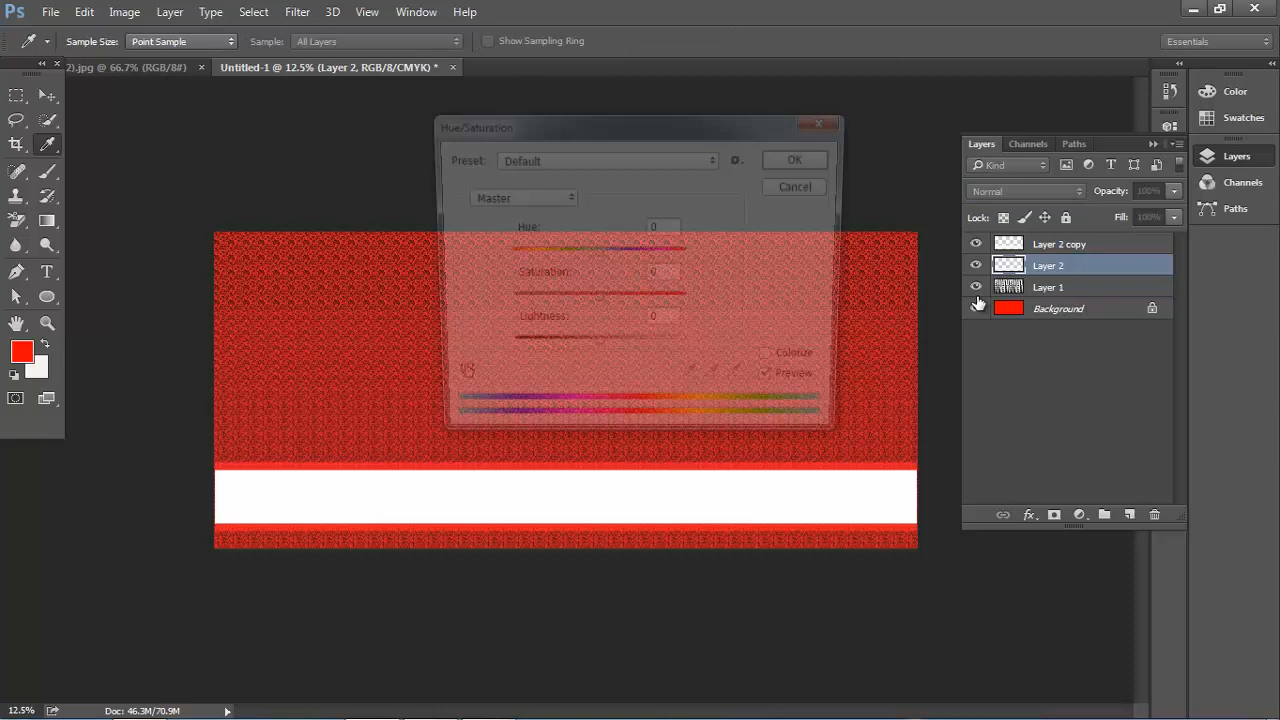 Ps File Edit Image Layer Type Select Filter 3D View Window Help
Sample Size: Point Sample Sample: All Layers Show Sampling Ring Essentials
2).jpg @ 66.7% (RGB/8#) × Untitled-1 @ 12.5% (Layer 2, RGB/8/CMYK) * ×
Color
Swatches
Layers
Channels
Paths
Hue/Saturation
Preset: Default OK
Cancel
Master
Hue: 0
Saturation: 0
Lightness: 0
Colorize
Preview
Layers Channels Paths
Kind
Normal Opacity: 100%
Lock: Fill: 100%
Layer 2 copy
Layer 2
Layer 1
Background
fx
12.5% Doc: 46.3M/70.9M